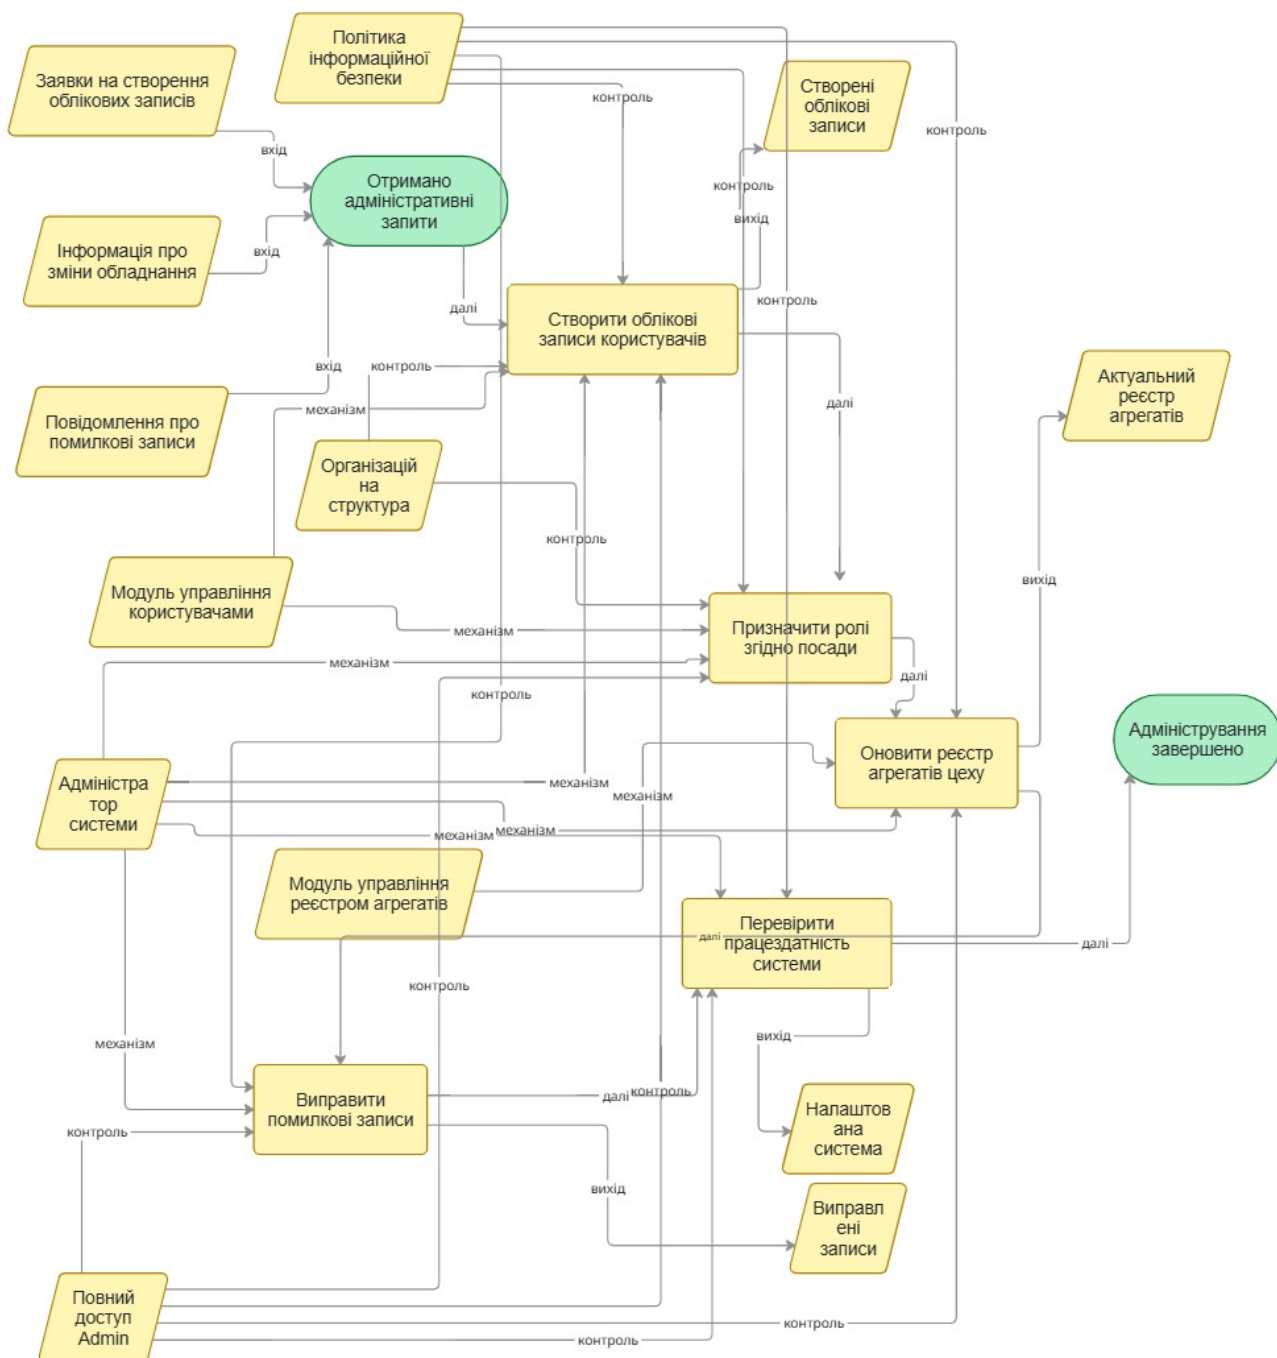 Політика
інформаційної
безпеки
Заявки на створення
облікових записів
Створені
облікові
записи
контроль
контроль
вхід
Отримано
адміністративні
запити
контроль
вихід
Інформація про
зміни обладнання
вхід
контроль
далі
Створити облікові
записи користувачів
вхід
контроль
Актуальний
реєстр
агрегатів
далі
механізм
Повідомлення про
помилкові записи
Організацій
на
структура
контроль
вихід
Модуль управління
користувачами
механізм
Призначити ролі
згідно посади
механізм
далі
контроль
Адміністрування
завершено
Оновити реєстр
агрегатів цеху
Адміністра
тор
системи
механізм
механізм
механізм
механізм
Модуль управління
реєстром агрегатів
Перевірити
працездатність
системи
далі
далі
контроль
вихід
механізм
Виправити
помилкові записи
далі
контроль
Налаштов
ана
система
контроль
вихід
Виправл
ені
записи
Повний
доступ
Admin
контроль
контроль